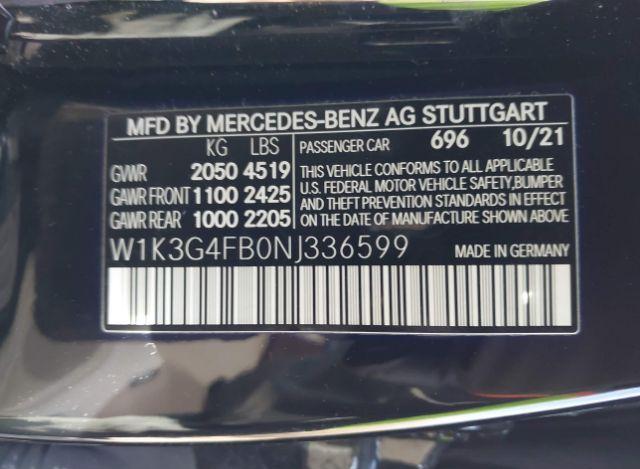 MFD BY MERCEDES-BENZ AG STUTTGART
KG LBS
GVWR 2050 4519
GAWR FRONT 1100 2425
GAWR REAR 1000 2205
PASSENGER CAR 696 10/21
THIS VEHICLE CONFORMS TO ALL APPLICABLE
U.S. FEDERAL MOTOR VEHICLE SAFETY,BUMPER
AND THEFT PREVENTION STANDARDS IN EFFECT
ON THE DATE OF MANUFACTURE SHOWN ABOVE.
W1K3G4FB0NJ336599
MADE IN GERMANY